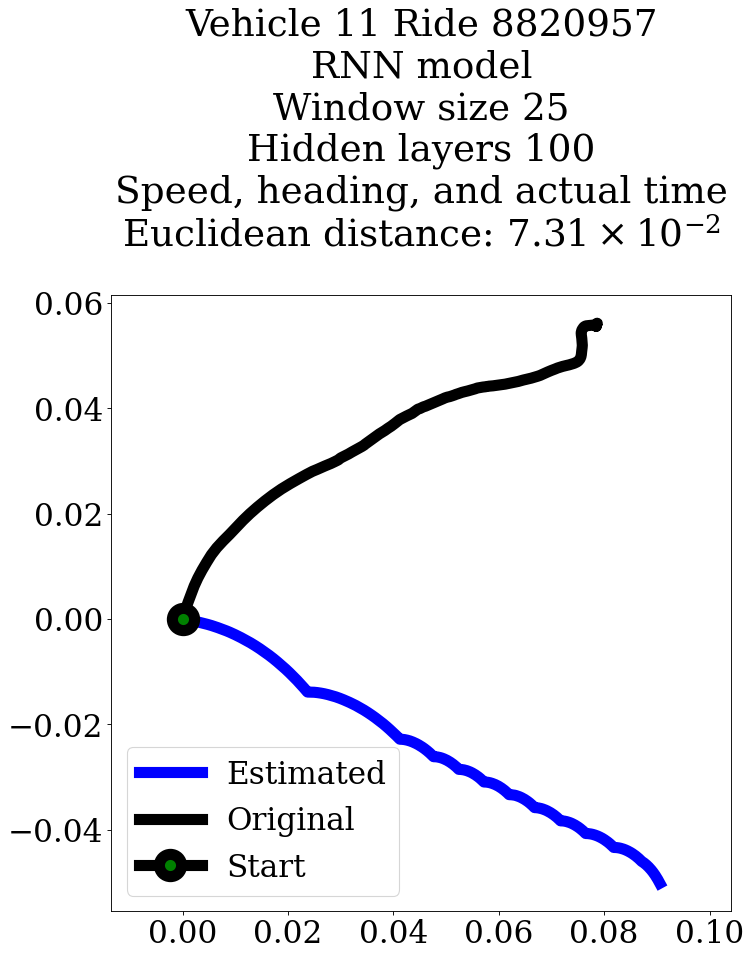 Vehicle 11 Ride 8820957
RNN model
Window size 25
Hidden layers 100
Speed, heading, and actual time
Euclidean distance: 7.31 × 10⁻²
0.06
0.04
0.02
0.00
−0.02
−0.04
Estimated
Original
Start
0.00 0.02 0.04 0.06 0.08 0.10